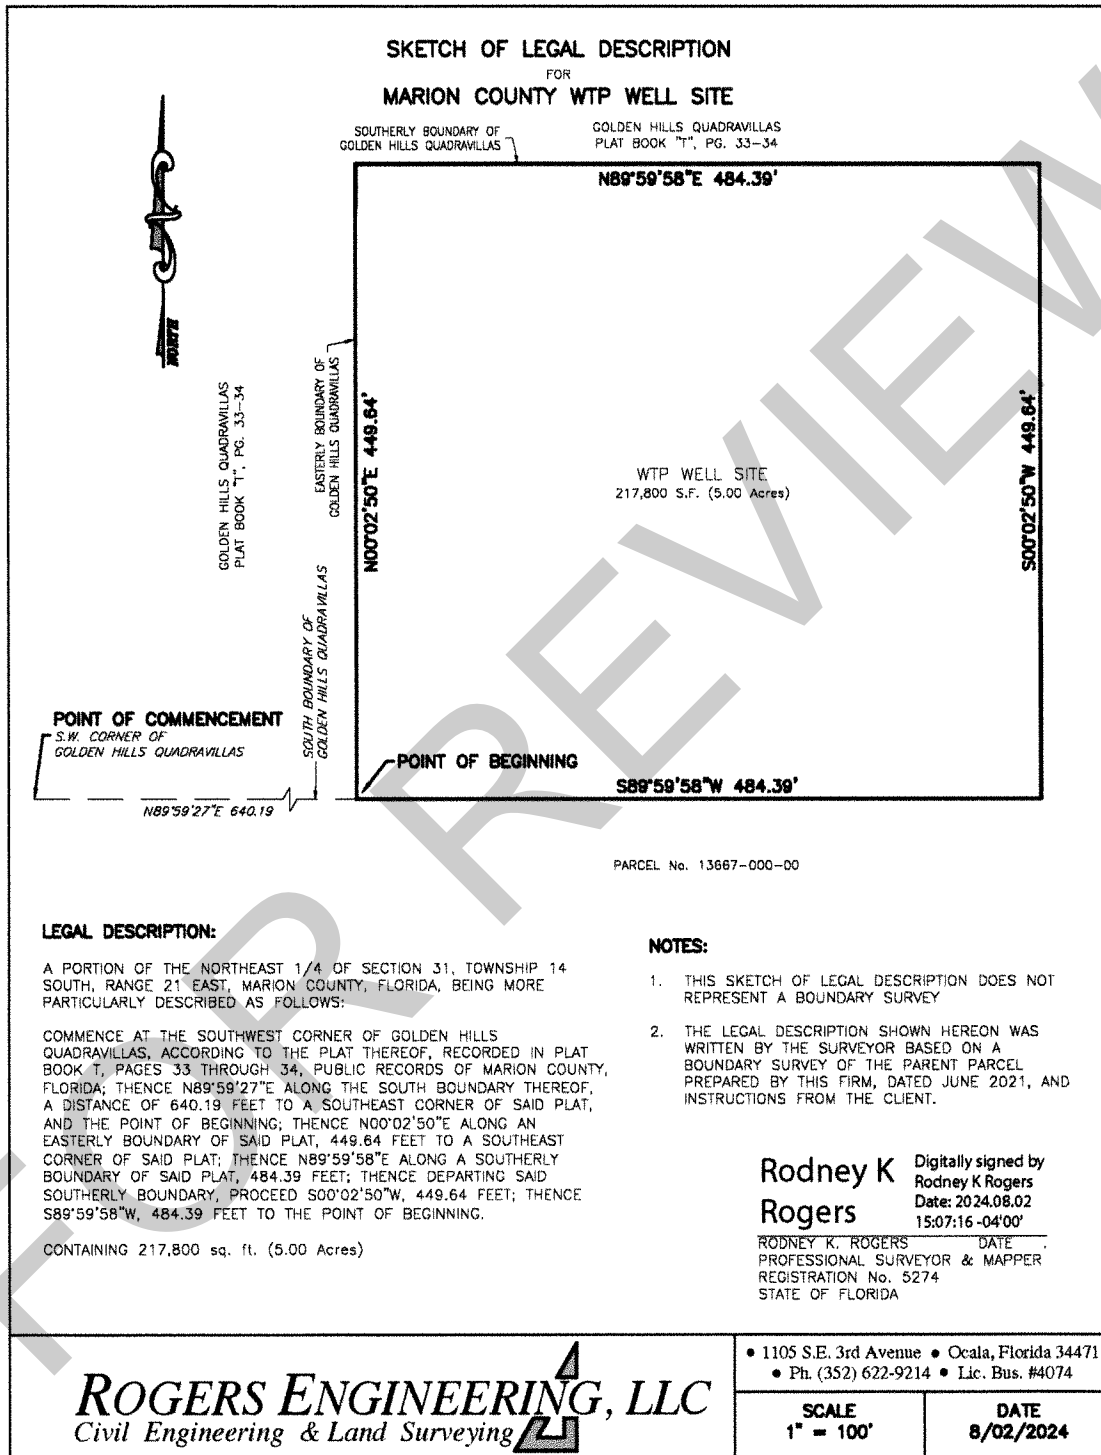 SKETCH OF LEGAL DESCRIPTION
FOR
MARION COUNTY WTP WELL SITE
SOUTHERLY BOUNDARY OF
GOLDEN HILLS QUADRAVILLAS
GOLDEN HILLS QUADRAVILLAS
PLAT BOOK "T", PG. 33-34
N89°59'58"E 484.39'
NORTH
GOLDEN HILLS QUADRAVILLAS
PLAT BOOK "T", PG. 33-34
EASTERLY BOUNDARY OF
GOLDEN HILLS QUADRAVILLAS
N00°02'50"E 449.64'
WTP WELL SITE
217,800 S.F. (5.00 Acres)
S00°02'50"W 449.64'
SOUTH BOUNDARY OF
GOLDEN HILLS QUADRAVILLAS
POINT OF COMMENCEMENT
S.W. CORNER OF
GOLDEN HILLS QUADRAVILLAS
POINT OF BEGINNING
S89°59'58"W 484.39'
N89°59'27"E 640.19
PARCEL No. 13667-000-00
LEGAL DESCRIPTION:
A PORTION OF THE NORTHEAST 1/4 OF SECTION 31, TOWNSHIP 14
SOUTH, RANGE 21 EAST, MARION COUNTY, FLORIDA, BEING MORE
PARTICULARLY DESCRIBED AS FOLLOWS:
COMMENCE AT THE SOUTHWEST CORNER OF GOLDEN HILLS
QUADRAVILLAS, ACCORDING TO THE PLAT THEREOF, RECORDED IN PLAT
BOOK T, PAGES 33 THROUGH 34, PUBLIC RECORDS OF MARION COUNTY,
FLORIDA; THENCE N89°59'27"E ALONG THE SOUTH BOUNDARY THEREOF,
A DISTANCE OF 640.19 FEET TO A SOUTHEAST CORNER OF SAID PLAT,
AND THE POINT OF BEGINNING; THENCE N00°02'50"E ALONG AN
EASTERLY BOUNDARY OF SAID PLAT, 449.64 FEET TO A SOUTHEAST
CORNER OF SAID PLAT; THENCE N89°59'58"E ALONG A SOUTHERLY
BOUNDARY OF SAID PLAT, 484.39 FEET; THENCE DEPARTING SAID
SOUTHERLY BOUNDARY, PROCEED S00°02'50"W, 449.64 FEET; THENCE
S89°59'58"W, 484.39 FEET TO THE POINT OF BEGINNING.
CONTAINING 217,800 sq. ft. (5.00 Acres)
NOTES:
1. THIS SKETCH OF LEGAL DESCRIPTION DOES NOT
REPRESENT A BOUNDARY SURVEY
2. THE LEGAL DESCRIPTION SHOWN HEREON WAS
WRITTEN BY THE SURVEYOR BASED ON A
BOUNDARY SURVEY OF THE PARENT PARCEL
PREPARED BY THIS FIRM, DATED JUNE 2021, AND
INSTRUCTIONS FROM THE CLIENT.
Rodney K
Rogers
Digitally signed by
Rodney K Rogers
Date: 2024.08.02
15:07:16 -04'00'
RODNEY K. ROGERS DATE .
PROFESSIONAL SURVEYOR & MAPPER
REGISTRATION No. 5274
STATE OF FLORIDA
ROGERS ENGINEERING, LLC
Civil Engineering & Land Surveying
• 1105 S.E. 3rd Avenue • Ocala, Florida 34471
• Ph. (352) 622-9214 • Lic. Bus. #4074
SCALE
1" = 100'
DATE
8/02/2024
FOR REVIEW